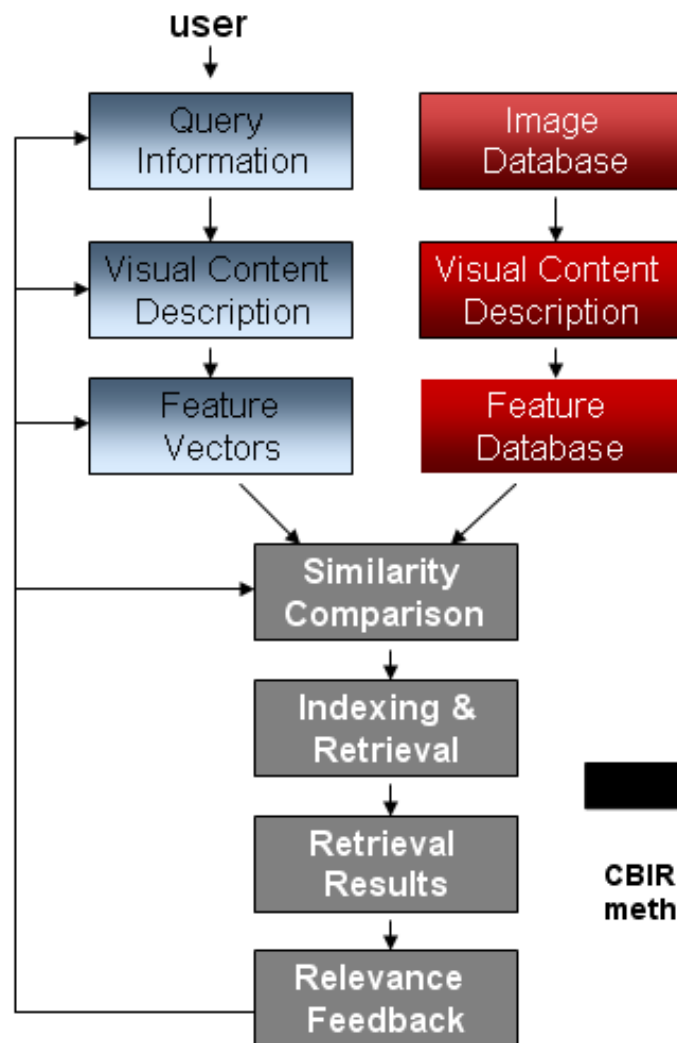 user
Query
Information
Image
Database
Visual Content
Description
Visual Content
Description
Feature
Vectors
Feature
Database
Similarity
Comparison
Indexing &
Retrieval
Retrieval
Results
CBIR
meth
Relevance
Feedback